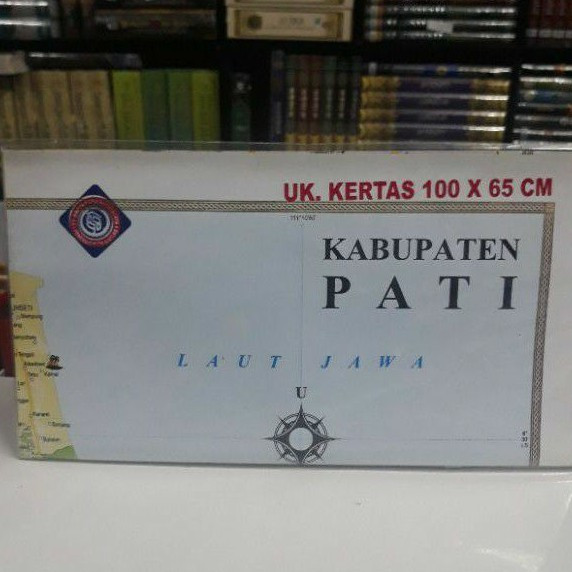 UK. KERTAS 100 X 65 CM
KABUPATEN
PATI
LAUT JAWA
U